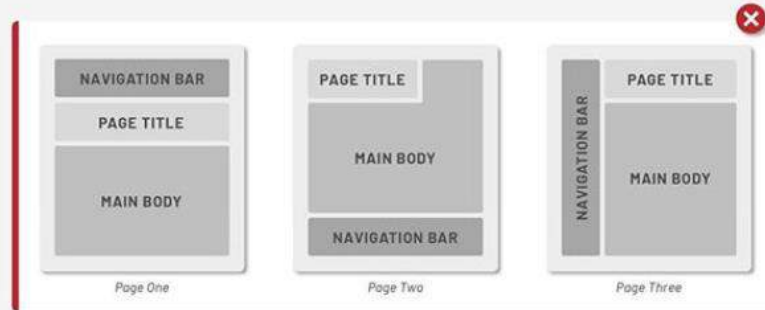 NAVIGATION BAR
PAGE TITLE
MAIN BODY
Page One
PAGE TITLE
MAIN BODY
NAVIGATION BAR
Page Two
NAVIGATION BAR
PAGE TITLE
MAIN BODY
Page Three